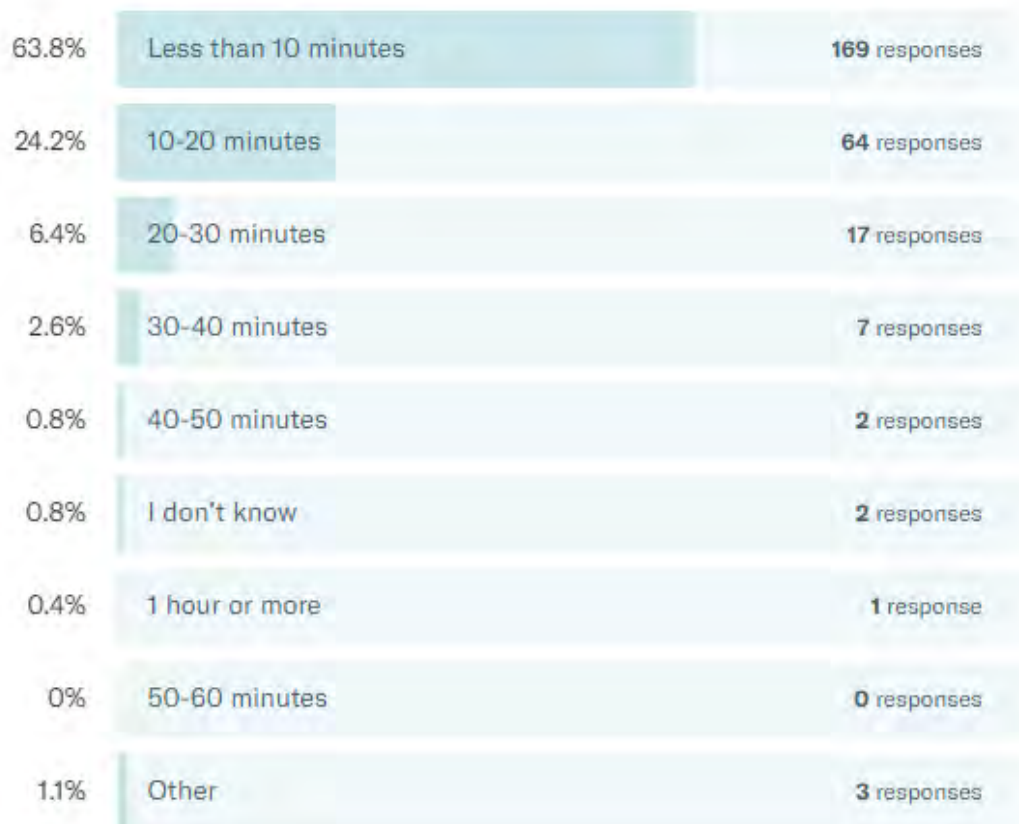 63.8% Less than 10 minutes 169 responses
24.2% 10-20 minutes 64 responses
6.4% 20-30 minutes 17 responses
2.6% 30-40 minutes 7 responses
0.8% 40-50 minutes 2 responses
0.8% I don't know 2 responses
0.4% 1 hour or more 1 response
0% 50-60 minutes 0 responses
1.1% Other 3 responses